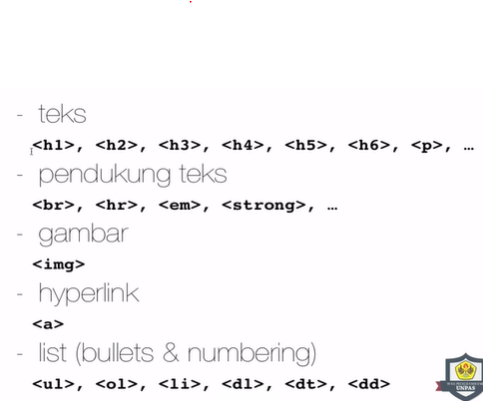 - teks
<h1>, <h2>, <h3>, <h4>, <h5>, <h6>, <p>, …
- pendukung teks
<br>, <hr>, <em>, <strong>, …
- gambar
<img>
- hyperlink
<a>
- list (bullets & numbering)
<ul>, <ol>, <li>, <dl>, <dt>, <dd>
UNPAS